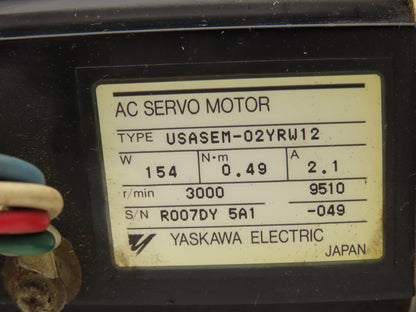 AC SERVO MOTOR
TYPE USASEM-02YRW12
W 154 N·m 0.49 A 2.1
r/min 3000 9510
S/N R007DY 5A1 -049
YASKAWA ELECTRIC
JAPAN